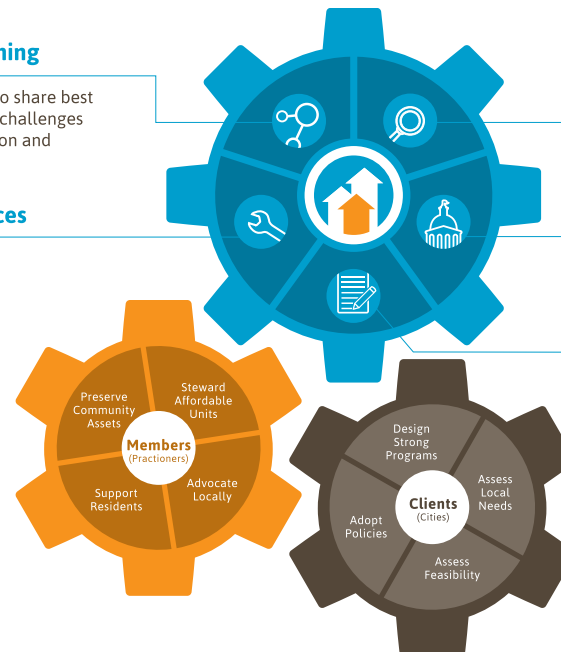 ning
o share best
challenges
on and
ces
Preserve
Community
Assets
Steward
Affordable
Units
Members
(Practioners)
Support
Residents
Advocate
Locally
Design
Strong
Programs
Assess
Local
Needs
Clients
(Cities)
Adopt
Policies
Assess
Feasibility